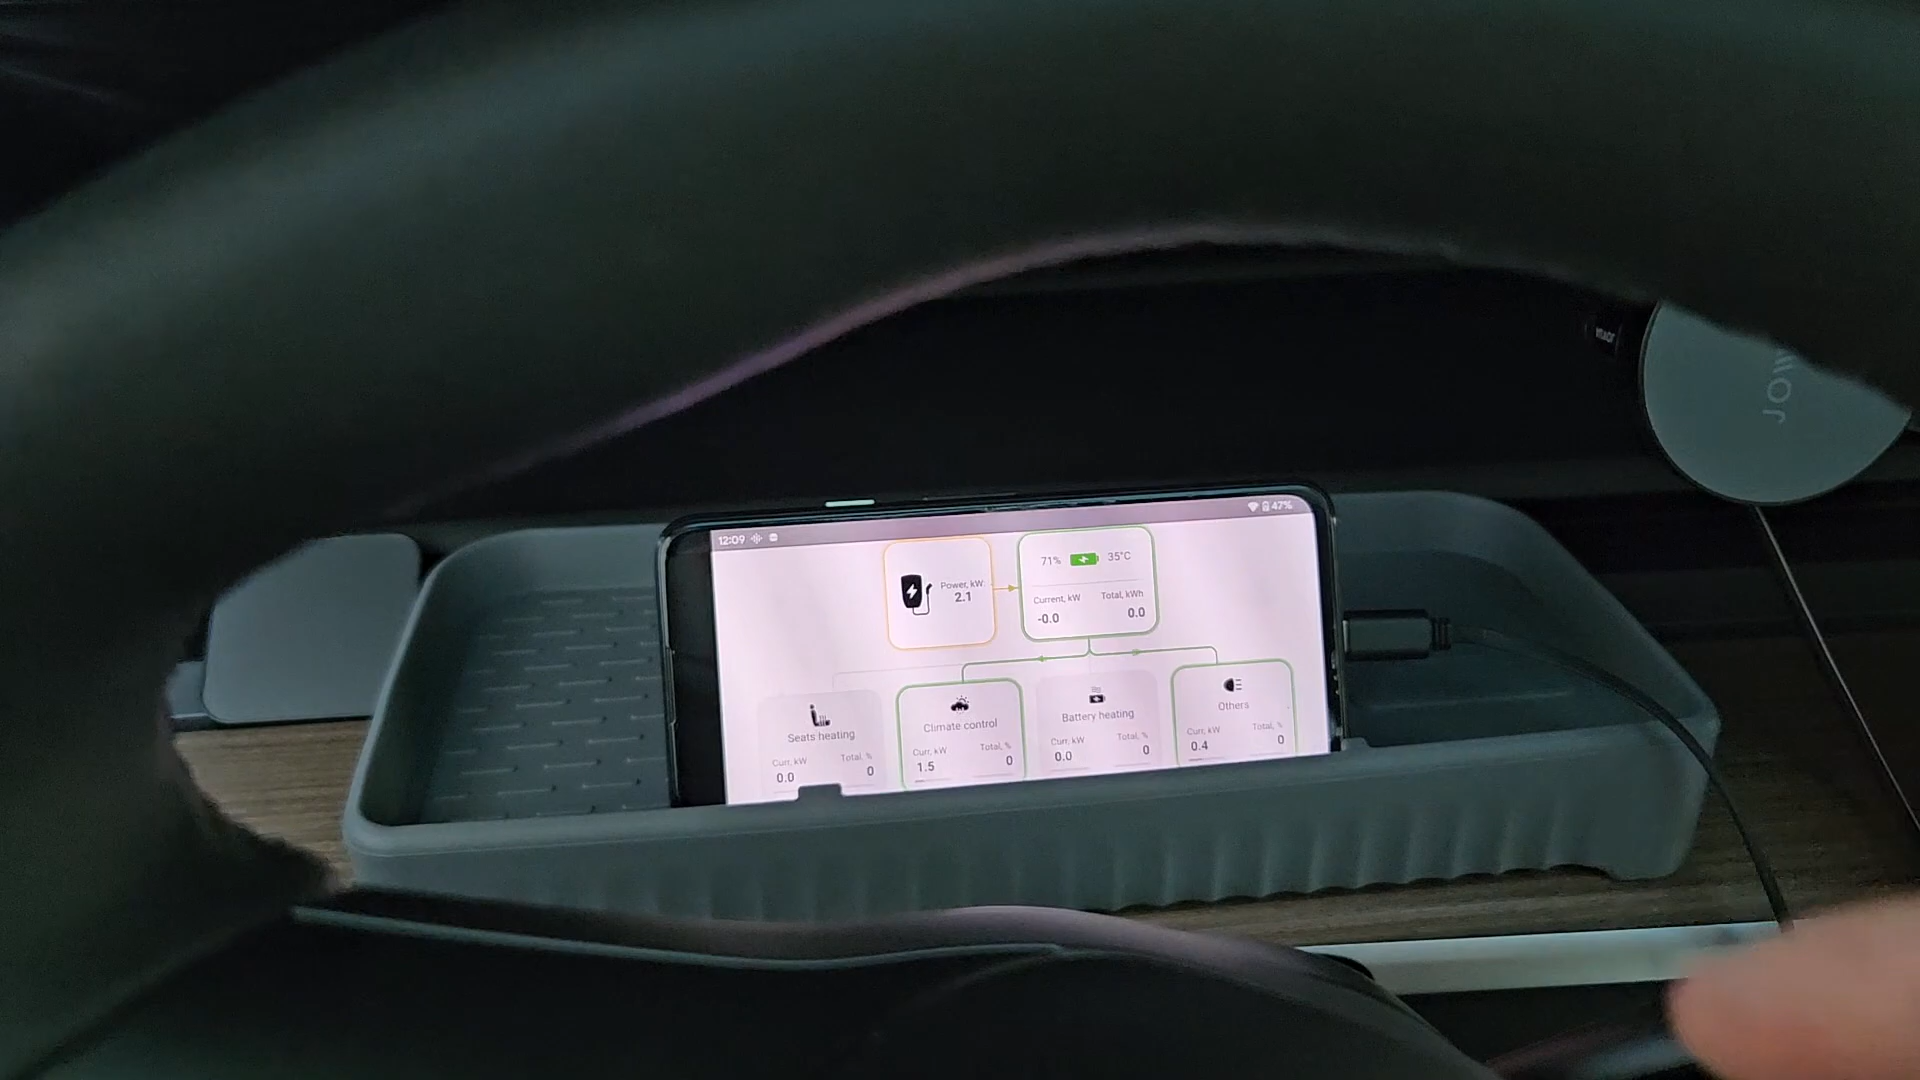 12:09
47%
Power, kW
2.1
71%
35°C
Current, kW
Total, kWh
-0.0
0.0
Seats heating
Curr, kW
Total, %
0.0
0
Climate control
Curr, kW
Total, %
1.5
0
Battery heating
Curr, kW
Total, %
0.0
0
Others
Curr, kW
Total, %
0.4
0